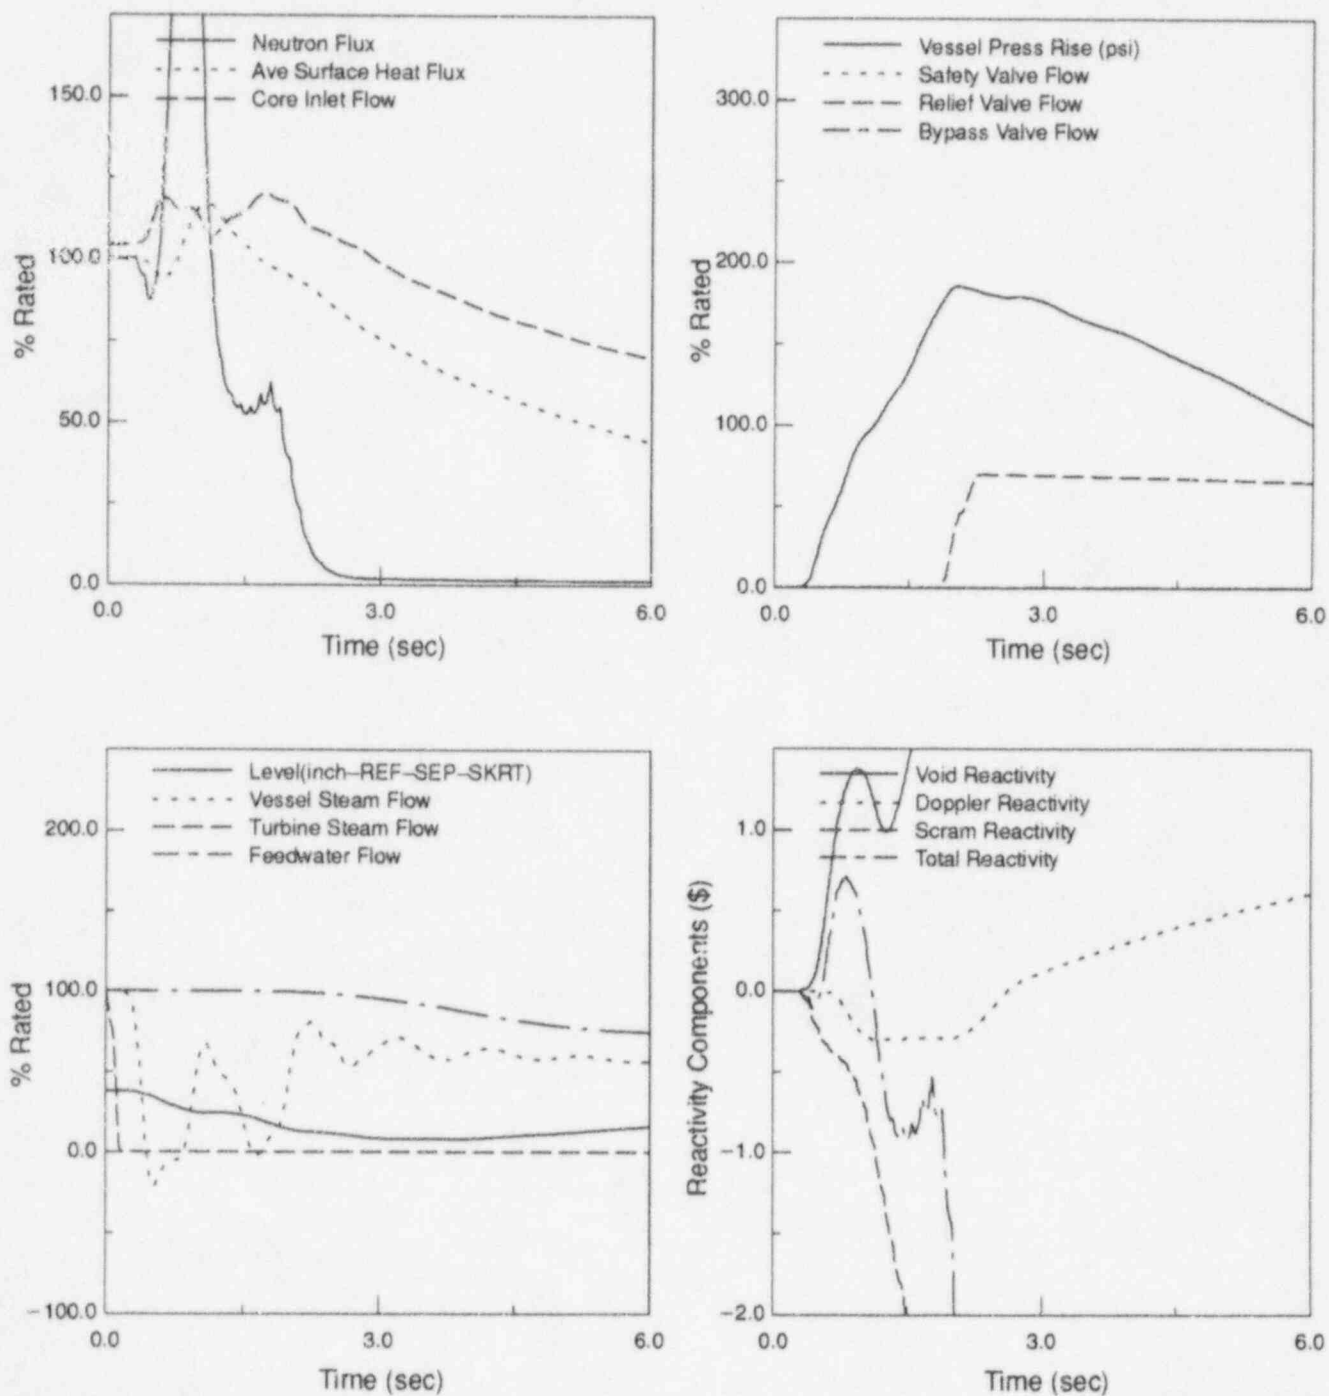 Neutron Flux
Ave Surface Heat Flux
Core Inlet Flow
150.0
100.0
50.0
0.0
% Rated
0.0
3.0
6.0
Time (sec)
Vessel Press Rise (psi)
Safety Valve Flow
Relief Valve Flow
Bypass Valve Flow
300.0
200.0
100.0
0.0
% Rated
0.0
3.0
6.0
Time (sec)
Level(inch-REF-SEP-SKRT)
Vessel Steam Flow
Turbine Steam Flow
Feedwater Flow
200.0
100.0
0.0
-100.0
% Rated
0.0
3.0
6.0
Time (sec)
Void Reactivity
Doppler Reactivity
Scram Reactivity
Total Reactivity
1.0
0.0
-1.0
-2.0
Reactivity Components ($)
0.0
3.0
6.0
Time (sec)